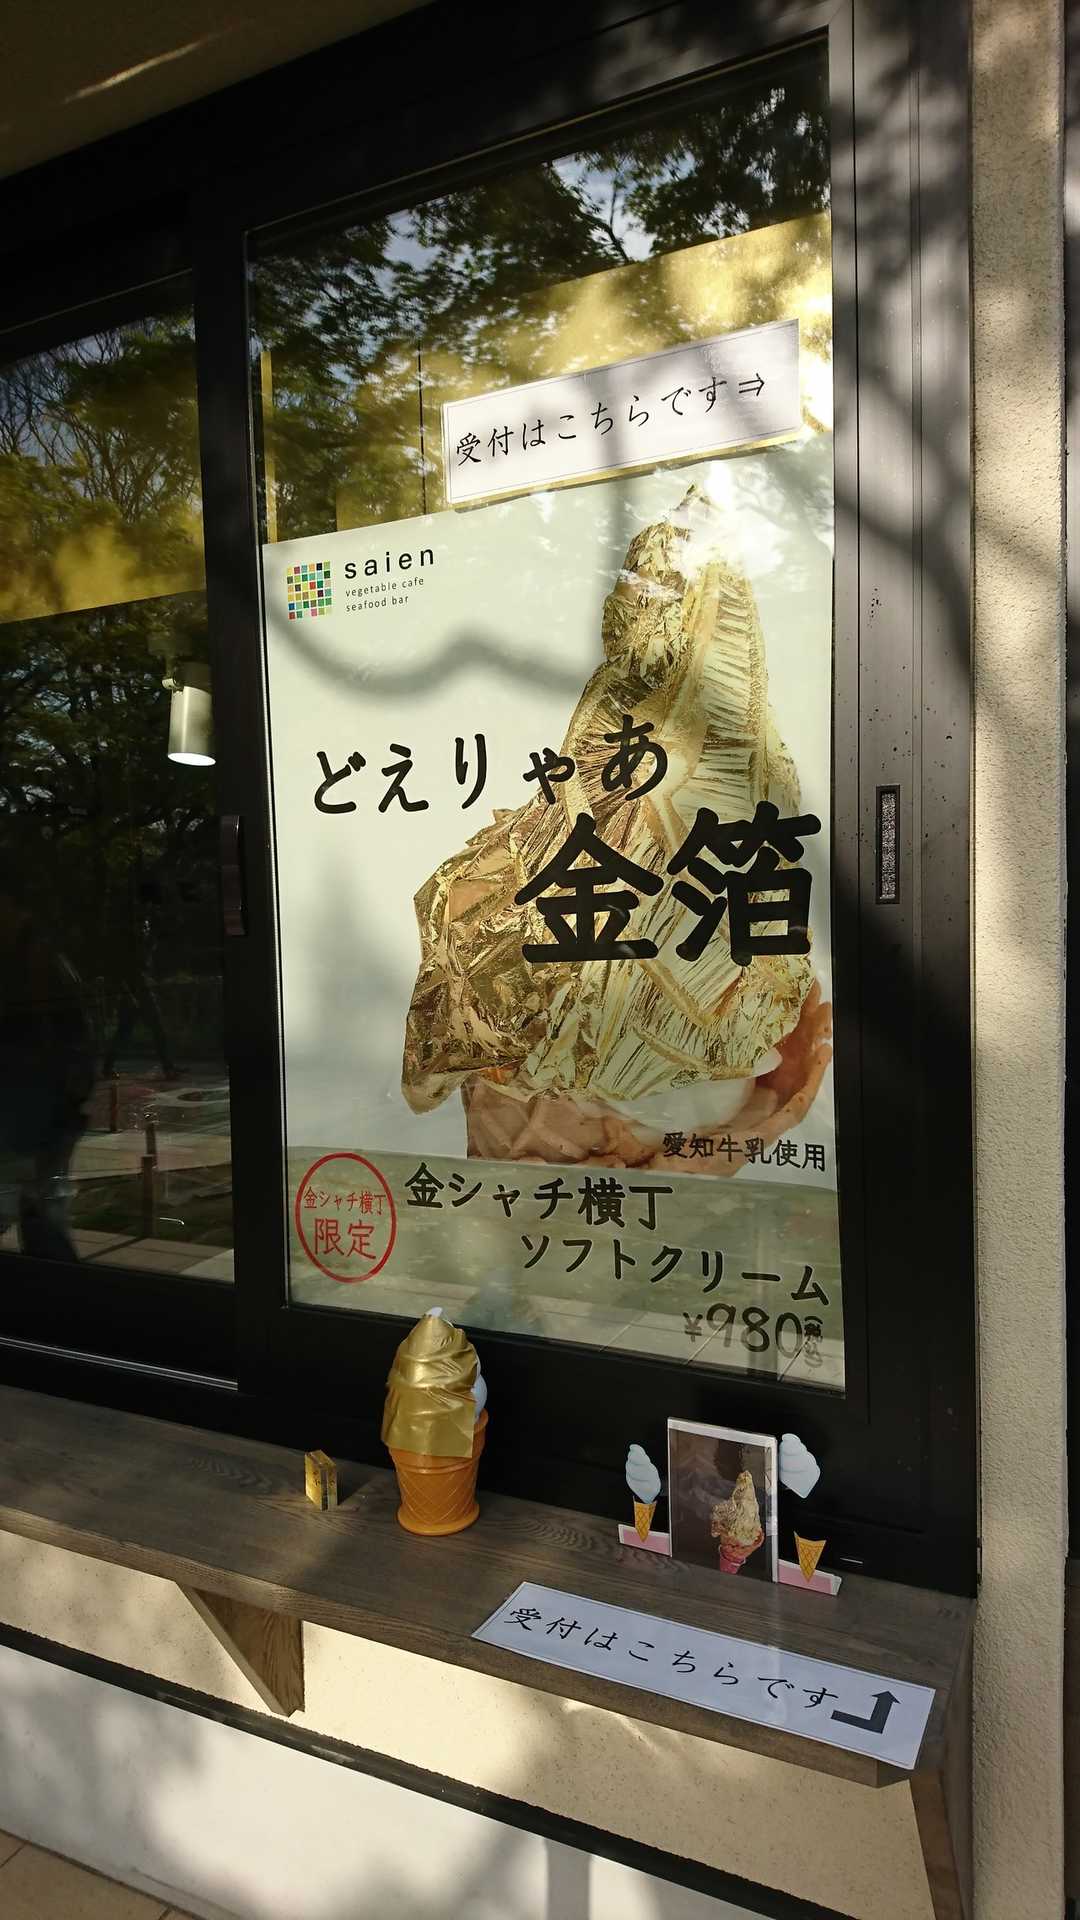 受付はこちらです⇒
saien
vegetable cafe
seafood bar
どえりゃあ
金箔
愛知牛乳使用
金シャチ横丁
限定
金シャチ横丁
ソフトクリーム
¥980(税込)
受付はこちらです